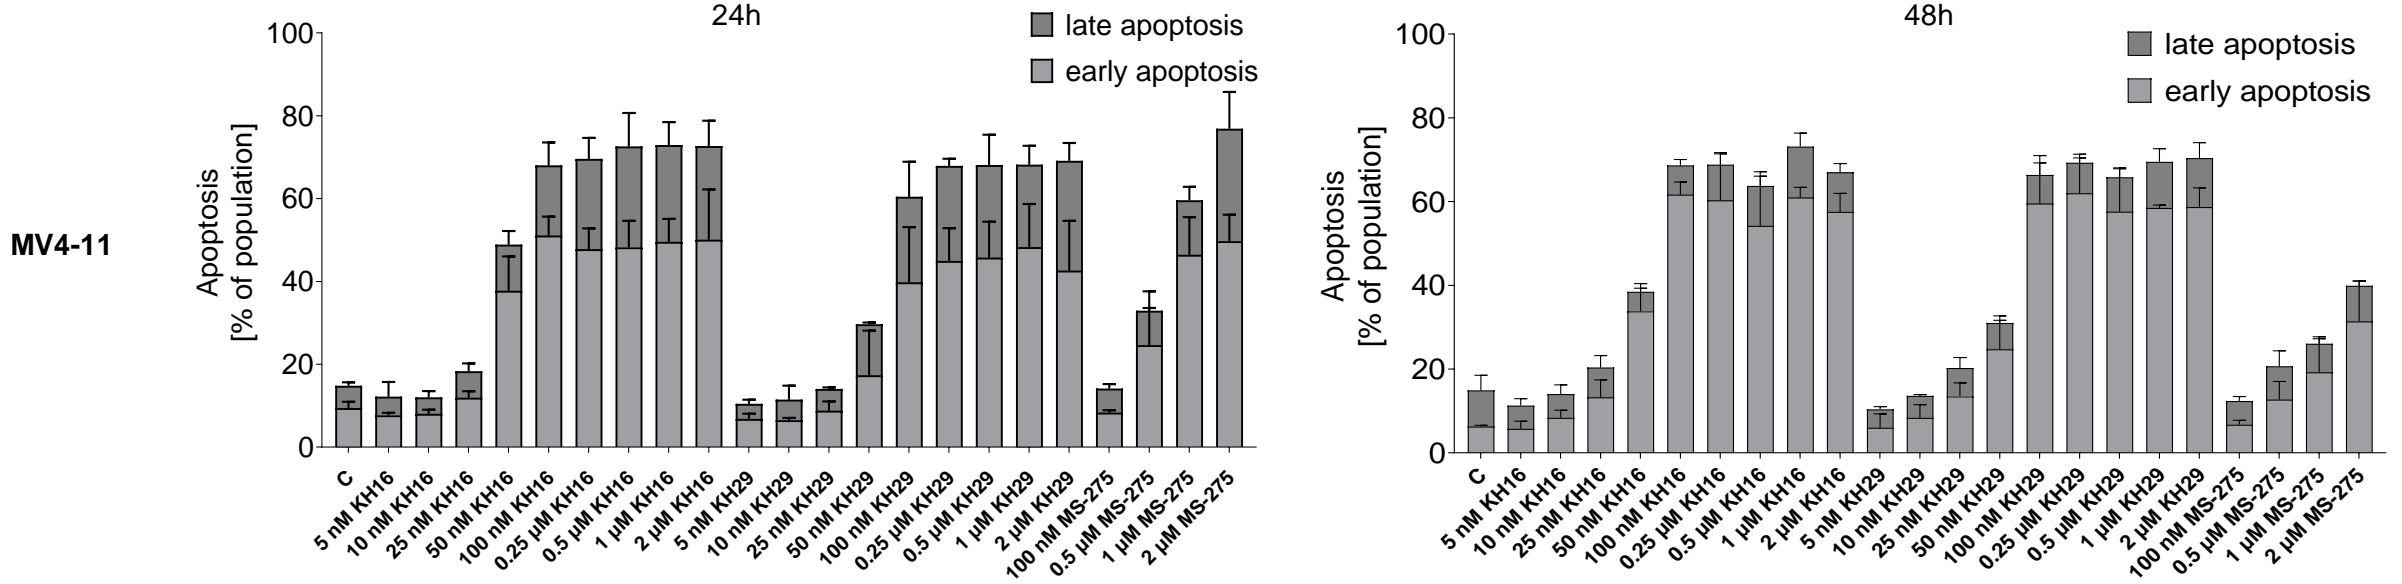 MV4-11
24h
late apoptosis
early apoptosis
Apoptosis
[% of population]
100
80
60
40
20
0
C
5 nM KH16
10 nM KH16
25 nM KH16
50 nM KH16
100 nM KH16
0.25 µM KH16
0.5 µM KH16
1 µM KH16
2 µM KH16
5 nM KH29
10 nM KH29
25 nM KH29
50 nM KH29
100 nM KH29
0.25 µM KH29
0.5 µM KH29
1 µM KH29
2 µM KH29
100 nM MS-275
0.5 µM MS-275
1 µM MS-275
2 µM MS-275
48h
late apoptosis
early apoptosis
Apoptosis
[% of population]
100
80
60
40
20
0
C
5 nM KH16
10 nM KH16
25 nM KH16
50 nM KH16
100 nM KH16
0.25 µM KH16
0.5 µM KH16
1 µM KH16
2 µM KH16
5 nM KH29
10 nM KH29
25 nM KH29
50 nM KH29
100 nM KH29
0.25 µM KH29
0.5 µM KH29
1 µM KH29
2 µM KH29
100 nM MS-275
0.5 µM MS-275
1 µM MS-275
2 µM MS-275